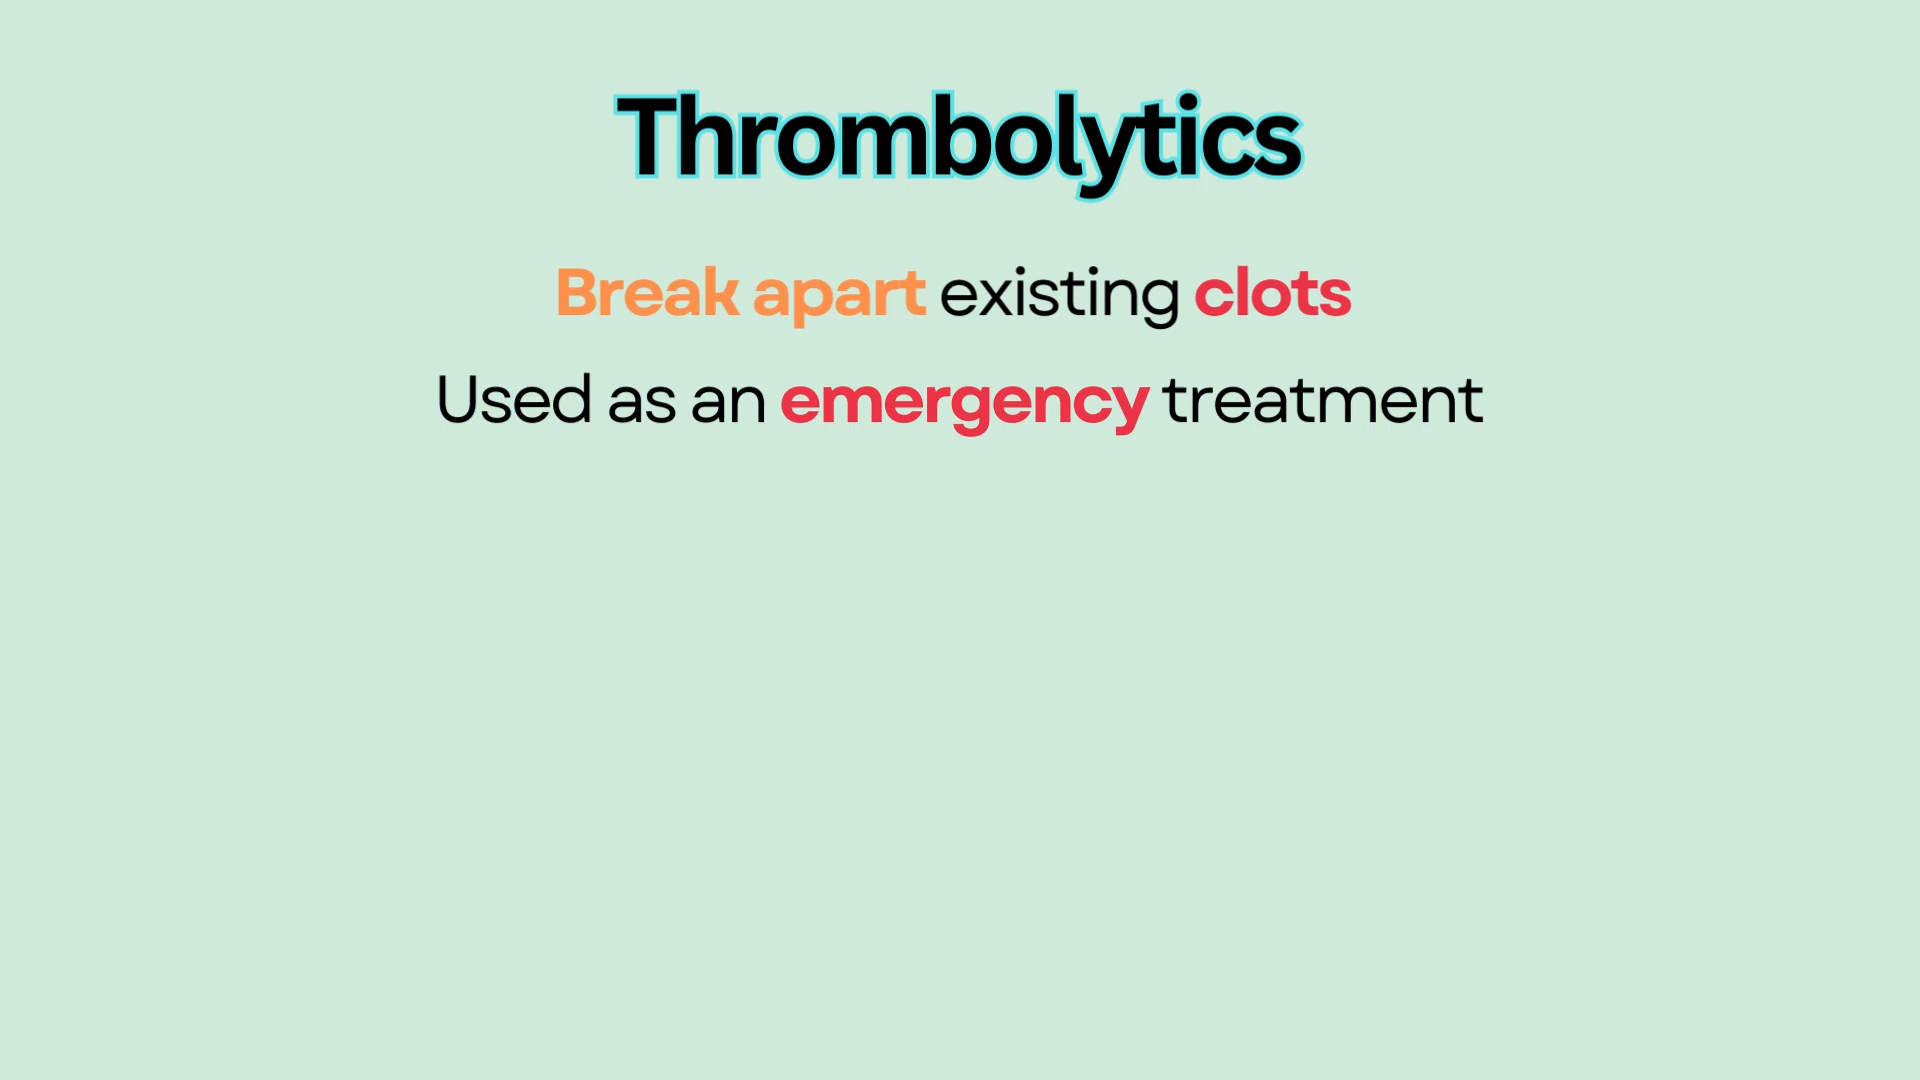 Thrombolytics
Break apart existing clots
Used as an emergency treatment